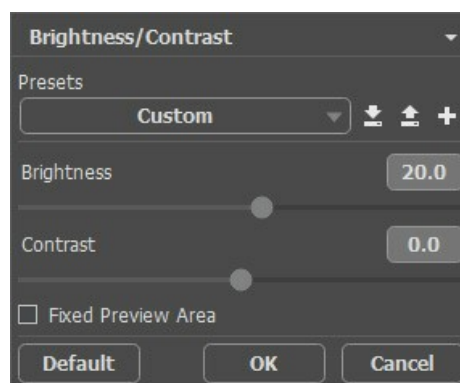 Brightness/Contrast
Presets
Custom
Brightness 20.0
Contrast 0.0
Fixed Preview Area
Default OK Cancel